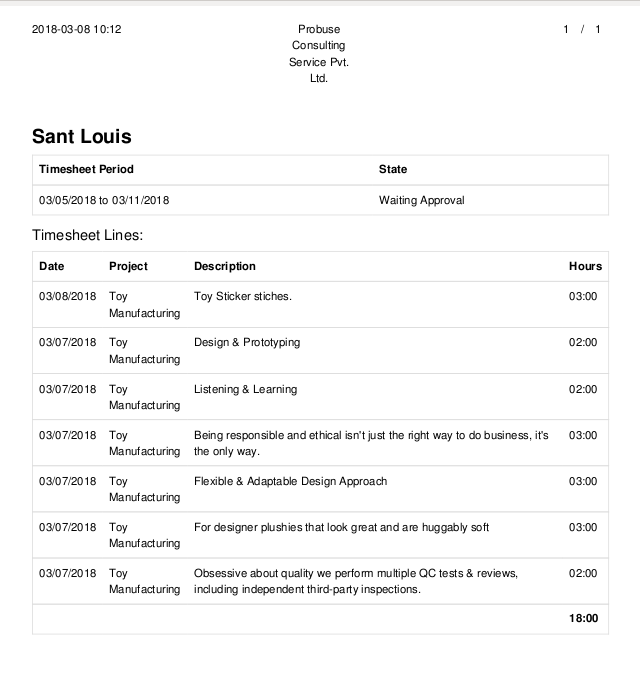 2018-03-08 10:12
Probuse
Consulting
Service Pvt.
Ltd.
1 / 1
Sant Louis
Timesheet Period State
03/05/2018 to 03/11/2018 Waiting Approval
Timesheet Lines:
Date Project Description Hours
03/08/2018 Toy Toy Sticker stiches. 03:00
Manufacturing
03/07/2018 Toy Design & Prototyping 02:00
Manufacturing
03/07/2018 Toy Listening & Learning 02:00
Manufacturing
03/07/2018 Toy Being responsible and ethical isn't just the right way to do business, it's 03:00
Manufacturing the only way.
03/07/2018 Toy Flexible & Adaptable Design Approach 03:00
Manufacturing
03/07/2018 Toy For designer plushies that look great and are huggably soft 03:00
Manufacturing
03/07/2018 Toy Obsessive about quality we perform multiple QC tests & reviews, 02:00
Manufacturing including independent third-party inspections.
18:00